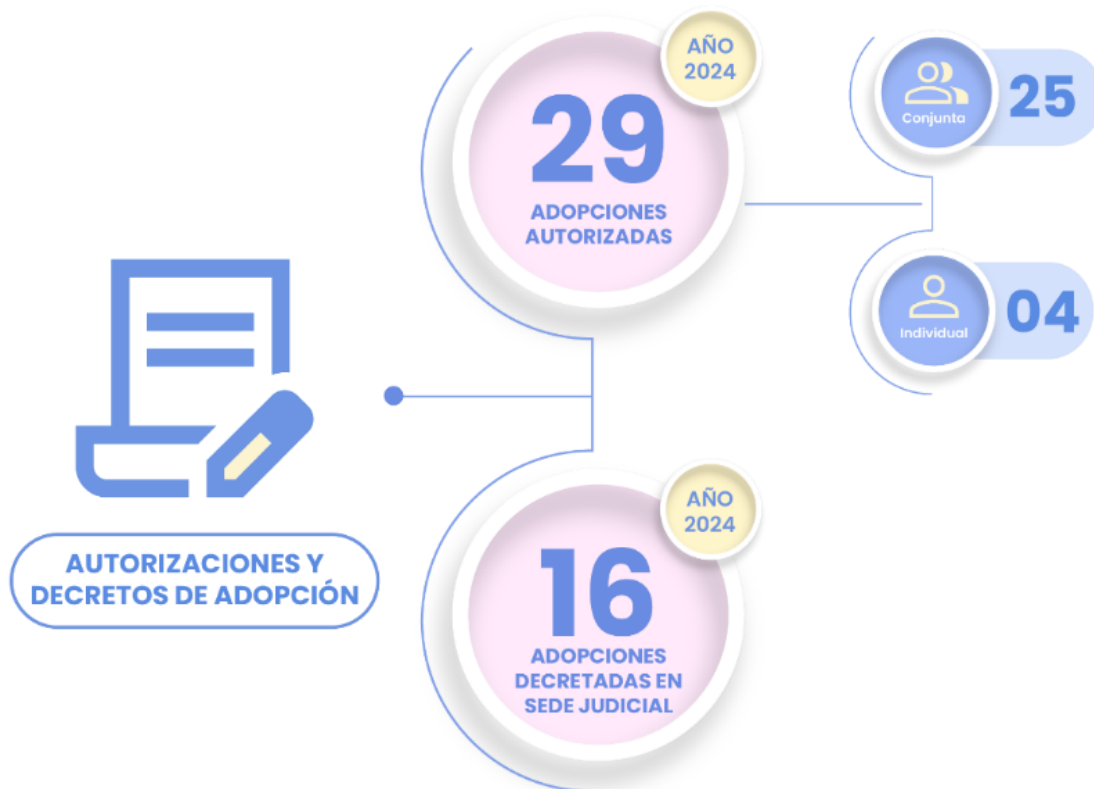 AUTORIZACIONES Y
DECRETOS DE ADOPCIÓN
AÑO
2024
29
ADOPCIONES
AUTORIZADAS
Conjunta
25
Individual
04
AÑO
2024
16
ADOPCIONES
DECRETADAS EN
SEDE JUDICIAL